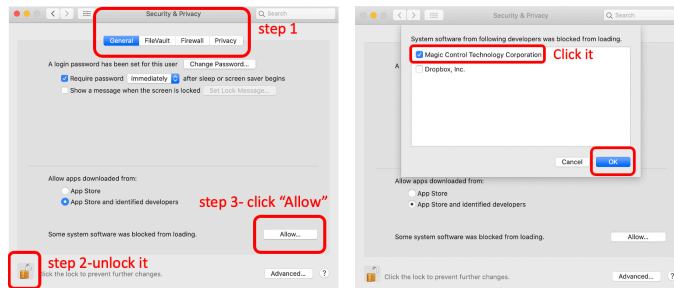 Security & Privacy
Search
step 1
General FileVault Firewall Privacy
A login password has been set for this user Change Password...
Require password immediately after sleep or screen saver begins
Show a message when the screen is locked Set Lock Message...
Allow apps downloaded from:
App Store
App Store and identified developers
step 3- click “Allow”
Some system software was blocked from loading.
Allow...
step 2-unlock it
Click the lock to prevent further changes.
Advanced...
?
Security & Privacy
Search
System software from following developers was blocked from loading.
Magic Control Technology Corporation
Click it
A
Dropbox, Inc.
Cancel
OK
Allow apps downloaded from:
App Store
App Store and identified developers
Some system software was blocked from loading.
Allow...
Click the lock to prevent further changes.
Advanced...
?